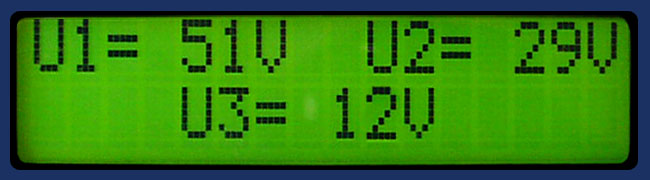 U1= 51V  U2= 29V
U3= 12V